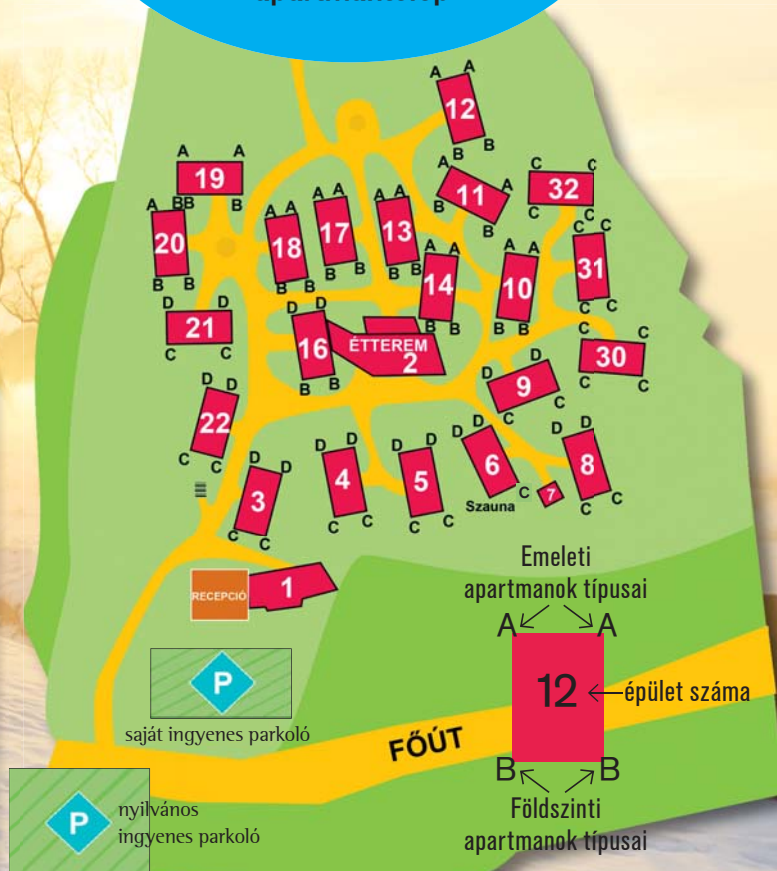 A A
12
B B
A A
11
B B
C C
32
C C
A A
19
B B
A B
20
B B
A A
18
B B
A A
17
B B
A A
13
B B
A A
14
B B
A A
10
B B
C C
31
C C
D D
21
C C
D D
16
B B
ÉTTEREM
2
C C
30
C C
D D
9
C C
D D
22
C C
D D
3
C C
D D
4
C C
D D
5
C C
D D
6
C
Szauna
7
D D
8
C C
RECEPCIÓ
1
P
saját ingyenes parkoló
P
nyilvános
ingyenes parkoló
FŐÚT
Emeleti
apartmanok típusai
A A
12
épület száma
B B
Földszinti
apartmanok típusai